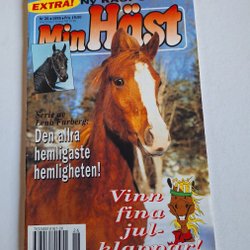 EXTRA!
Min Häst
Serie av
Lena Furberg:
Den allra
hemligaste
hemligheten!
Vinn
fina
jul-
klappar!